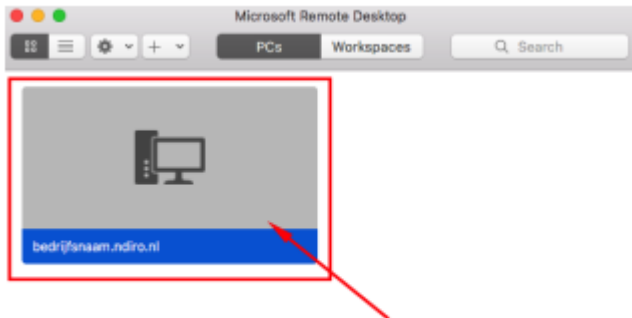 Microsoft Remote Desktop
PCs Workspaces Search
bedrijfsnaam.ndiro.nl